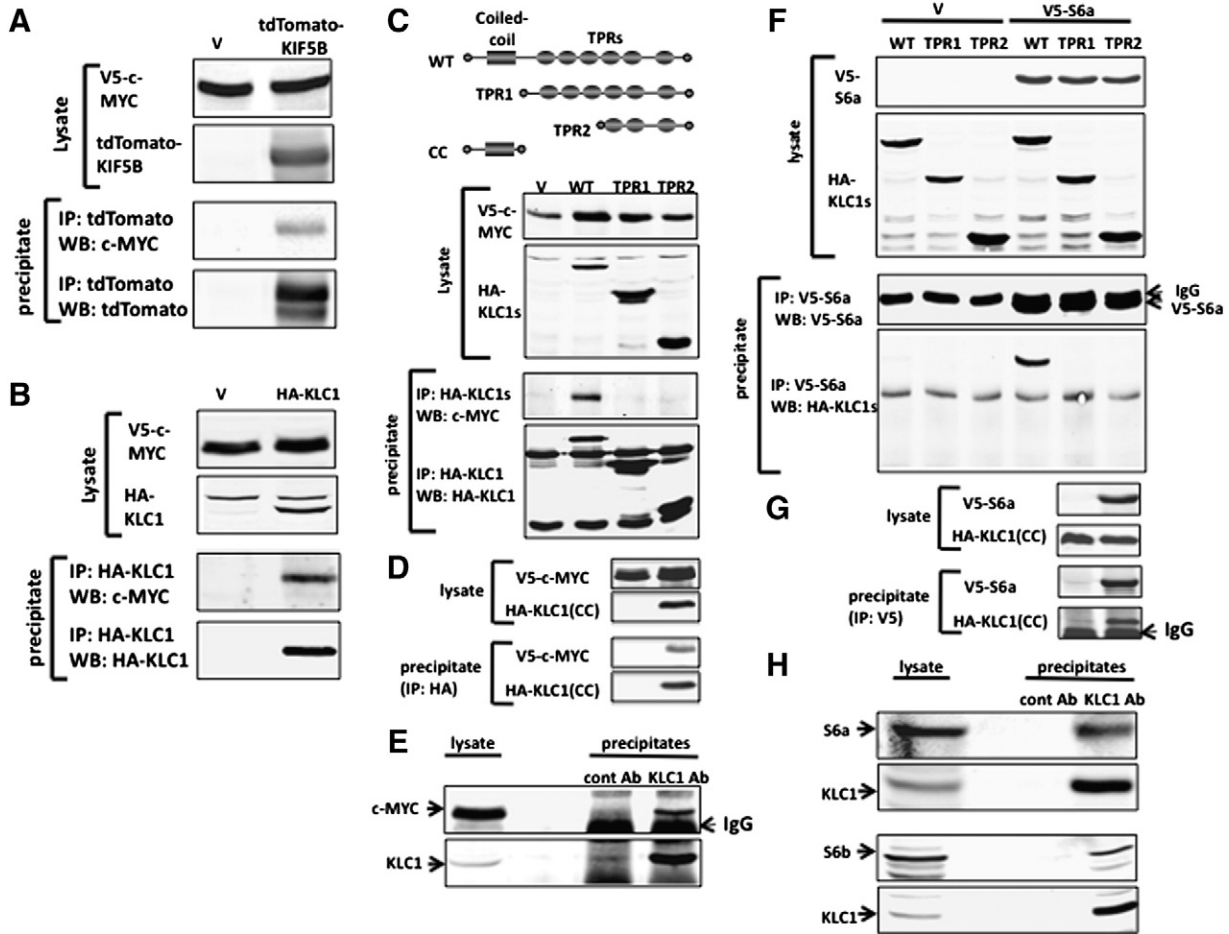 A
V
tdTomato-
KIF5B
Lysate
V5-c-
MYC
tdTomato-
KIF5B
precipitate
IP: tdTomato
WB: c-MYC
IP: tdTomato
WB: tdTomato
B
V
HA-KLC1
Lysate
V5-c-
MYC
HA-
KLC1
precipitate
IP: HA-KLC1
WB: c-MYC
IP: HA-KLC1
WB: HA-KLC1
C
Coiled-
coil
TPRs
WT
TPR1
TPR2
CC
V WT TPR1 TPR2
Lysate
V5-c-
MYC
HA-
KLC1s
precipitate
IP: HA-KLC1s
WB: c-MYC
IP: HA-KLC1
WB: HA-KLC1
D
lysate
V5-c-MYC
HA-KLC1(CC)
precipitate
(IP: HA)
V5-c-MYC
HA-KLC1(CC)
E
lysate
precipitates
cont Ab KLC1 Ab
c-MYC
IgG
KLC1
F
V
V5-S6a
WT TPR1 TPR2 WT TPR1 TPR2
lysate
V5-
S6a
HA-
KLC1s
precipitate
IP: V5-S6a
WB: V5-S6a
IgG
V5-S6a
IP: V5-S6a
WB: HA-KLC1s
G
lysate
V5-S6a
HA-KLC1(CC)
precipitate
(IP: V5)
V5-S6a
HA-KLC1(CC)
IgG
H
lysate
precipitates
cont Ab KLC1 Ab
S6a
KLC1
S6b
KLC1